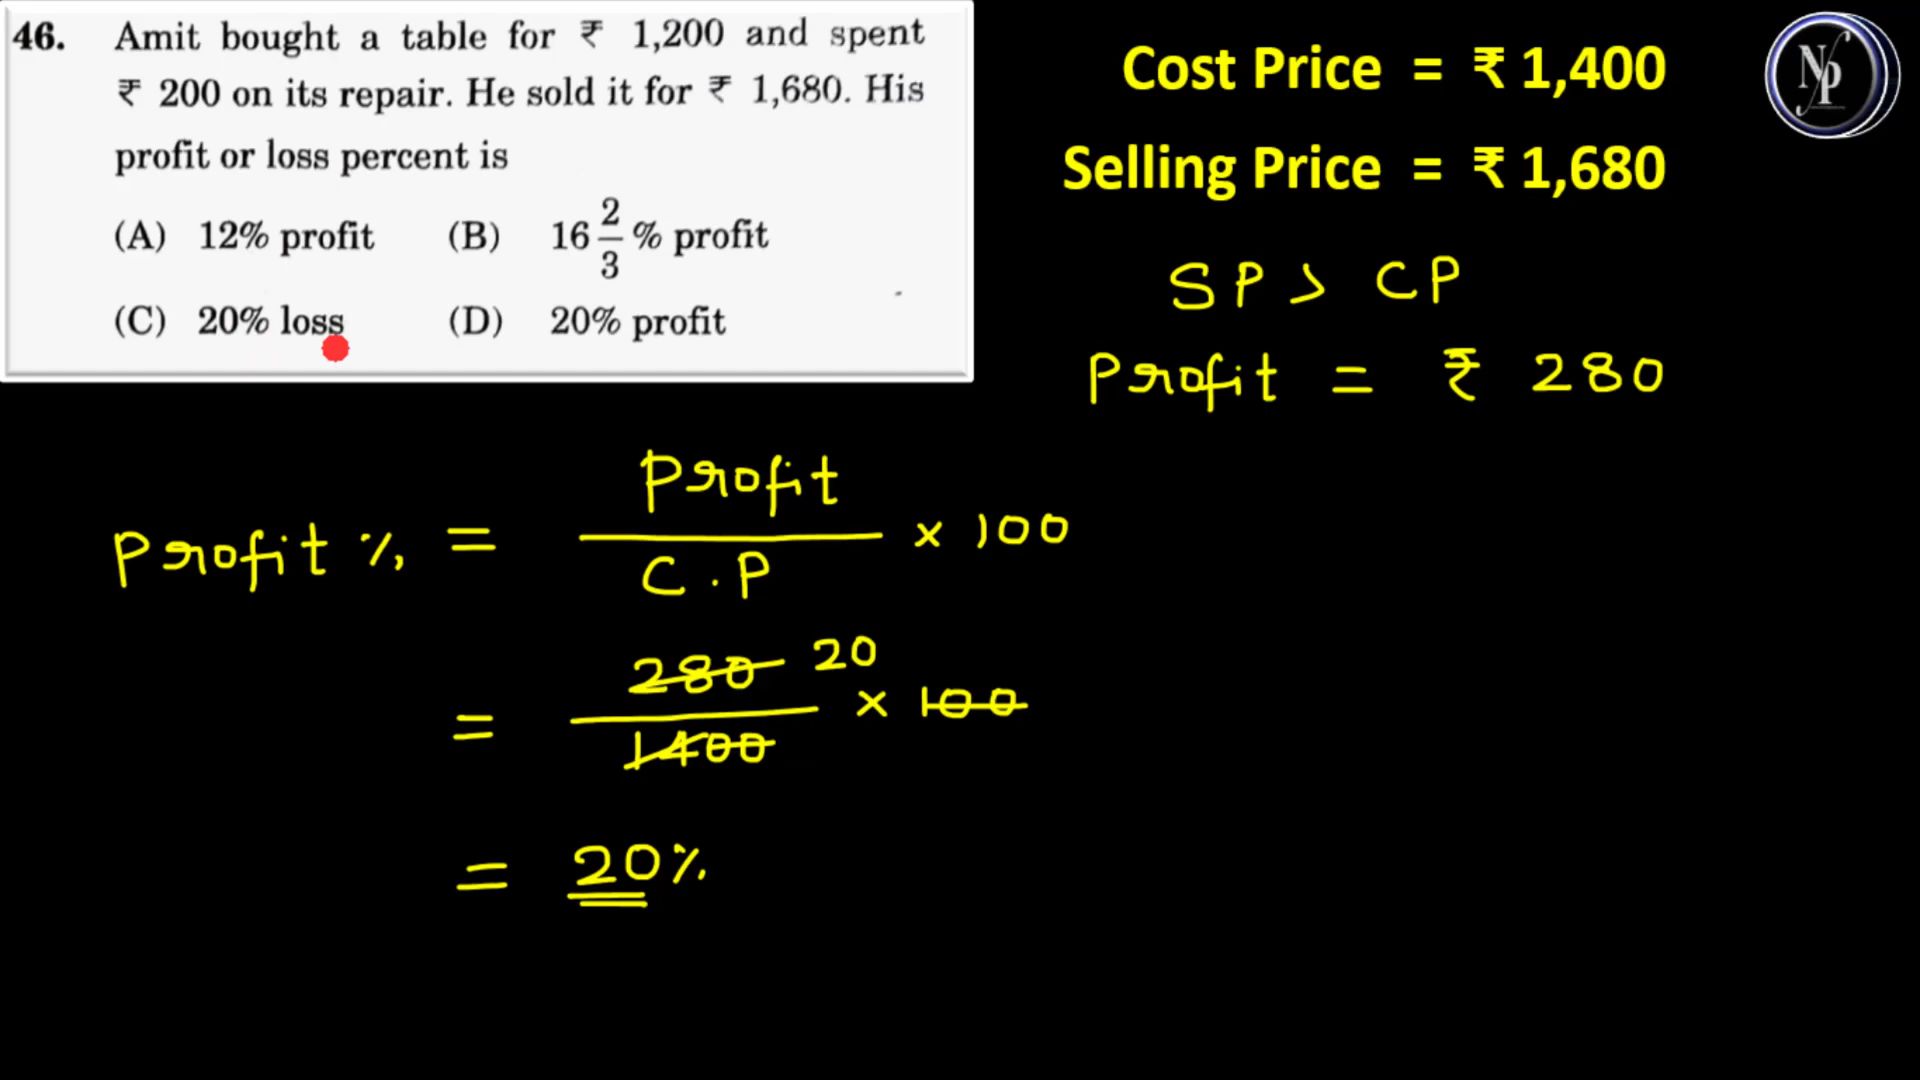 46. Amit bought a table for ₹ 1,200 and spent
₹ 200 on its repair. He sold it for ₹ 1,680. His
profit or loss percent is
(A) 12% profit (B) 16 2/3 % profit
(C) 20% loss (D) 20% profit
Cost Price = ₹ 1,400
Selling Price = ₹ 1,680
SP > CP
Profit = ₹ 280
NP
Profit % = Profit / C.P × 100
= 280 / 1400 × 100 20
= 20%